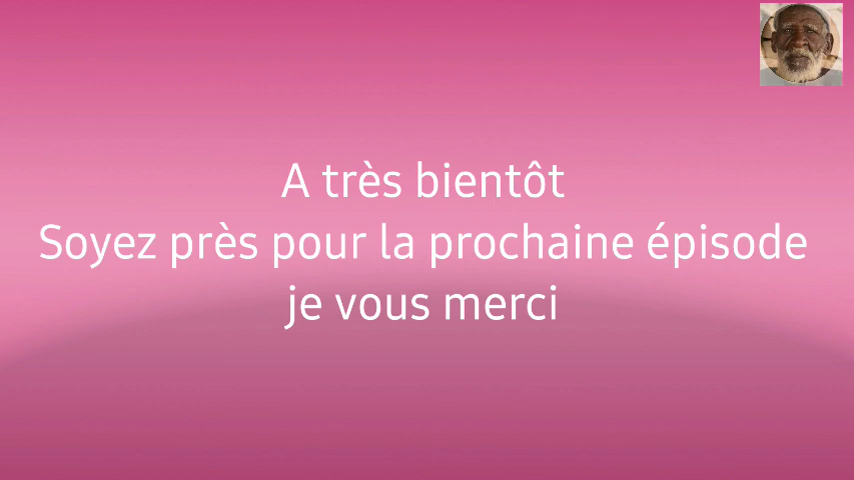 A très bientôt
Soyez près pour la prochaine épisode
je vous merci